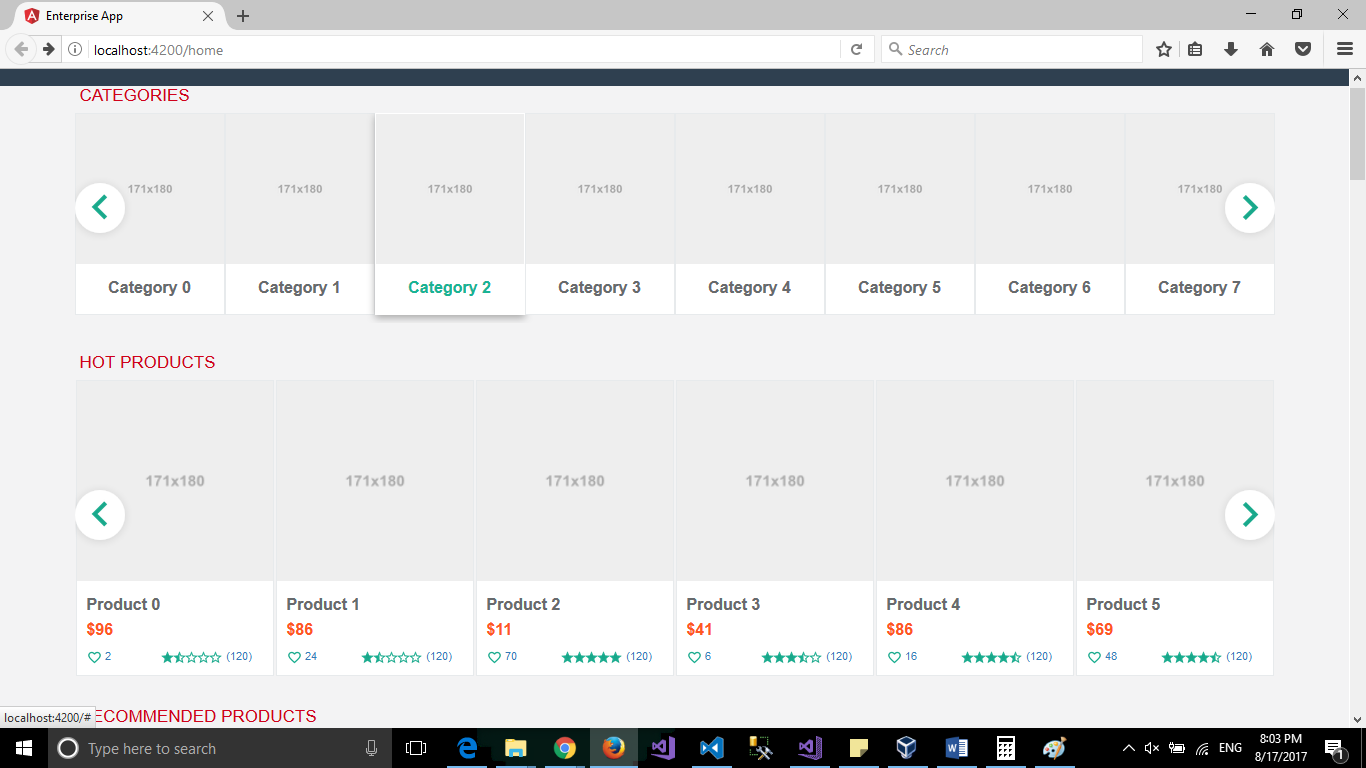 Enterprise App
localhost:4200/home
Search
CATEGORIES
171x180 171x180 171x180 171x180 171x180 171x180 171x180 171x180
Category 0 Category 1 Category 2 Category 3 Category 4 Category 5 Category 6 Category 7
HOT PRODUCTS
171x180 171x180 171x180 171x180 171x180 171x180
Product 0 Product 1 Product 2 Product 3 Product 4 Product 5
$96 $86 $11 $41 $86 $69
2 (120) 24 (120) 70 (120) 6 (120) 16 (120) 48 (120)
ECOMMENDED PRODUCTS
localhost:4200/#
Type here to search
ENG
8:03 PM
8/17/2017
1